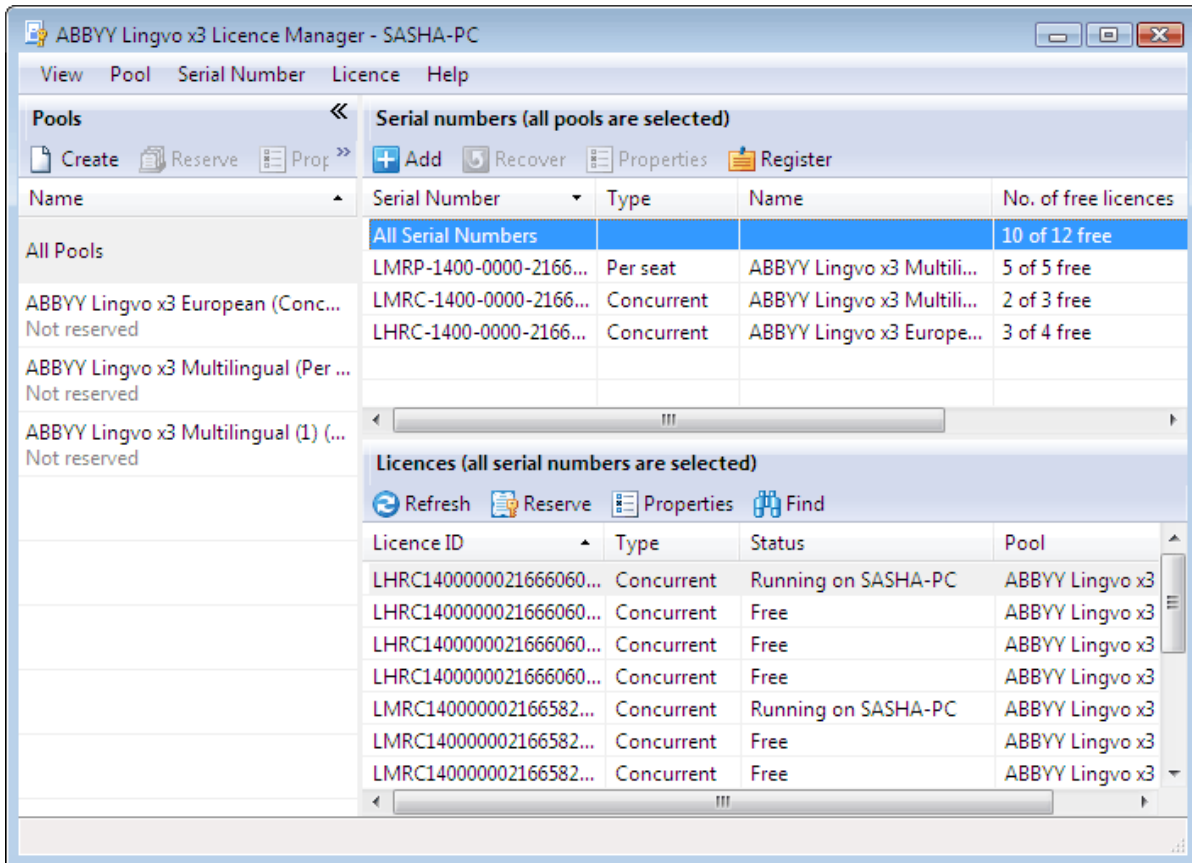 ABBYY Lingvo x3 Licence Manager - SASHA-PC
View Pool Serial Number Licence Help
Pools
Create Reserve Prop
Name
All Pools
ABBYY Lingvo x3 European (Conc...
Not reserved
ABBYY Lingvo x3 Multilingual (Per ...
Not reserved
ABBYY Lingvo x3 Multilingual (1) (...
Not reserved
Serial numbers (all pools are selected)
Add Recover Properties Register
Serial Number Type Name No. of free licences
All Serial Numbers 10 of 12 free
LMRP-1400-0000-2166... Per seat ABBYY Lingvo x3 Multili... 5 of 5 free
LMRC-1400-0000-2166... Concurrent ABBYY Lingvo x3 Multili... 2 of 3 free
LHRC-1400-0000-2166... Concurrent ABBYY Lingvo x3 Europe... 3 of 4 free
Licences (all serial numbers are selected)
Refresh Reserve Properties Find
Licence ID Type Status Pool
LHRC1400000021666060... Concurrent Running on SASHA-PC ABBYY Lingvo x3
LHRC1400000021666060... Concurrent Free ABBYY Lingvo x3
LHRC1400000021666060... Concurrent Free ABBYY Lingvo x3
LHRC1400000021666060... Concurrent Free ABBYY Lingvo x3
LMRC140000002166582... Concurrent Running on SASHA-PC ABBYY Lingvo x3
LMRC140000002166582... Concurrent Free ABBYY Lingvo x3
LMRC140000002166582... Concurrent Free ABBYY Lingvo x3